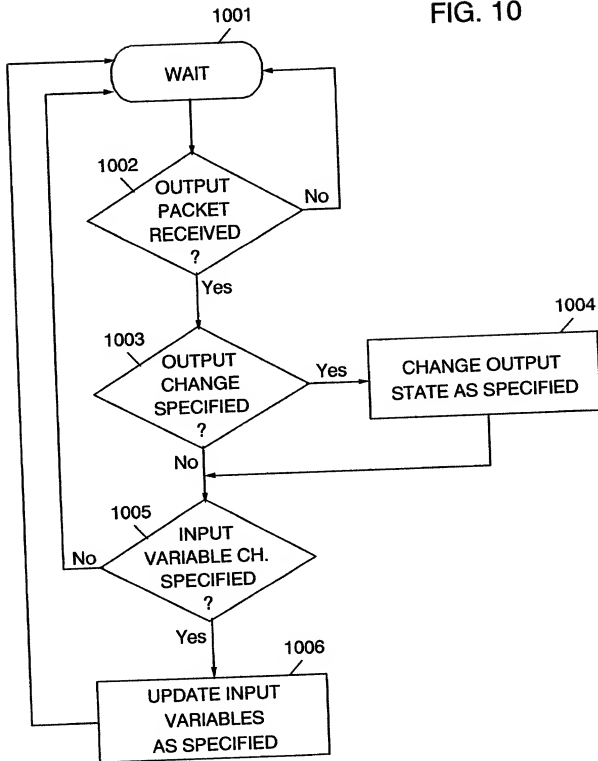 FIG. 10
1001
WAIT
1002
OUTPUT
PACKET
RECEIVED
?
No
Yes
1003
OUTPUT
CHANGE
SPECIFIED
?
Yes
1004
CHANGE OUTPUT
STATE AS SPECIFIED
No
1005
INPUT
VARIABLE CH.
SPECIFIED
?
No
Yes
1006
UPDATE INPUT
VARIABLES
AS SPECIFIED